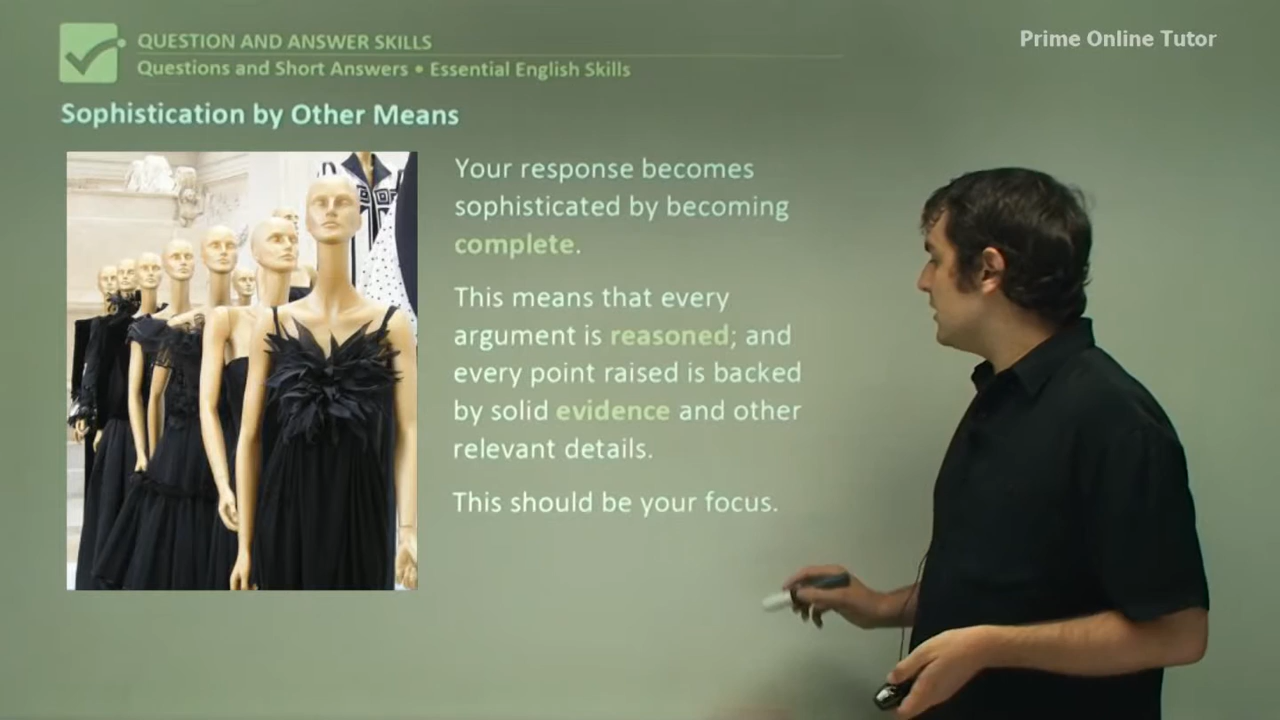 QUESTION AND ANSWER SKILLS
Questions and Short Answers • Essential English Skills
Prime Online Tutor
Sophistication by Other Means
Your response becomes
sophisticated by becoming
complete.
This means that every
argument is reasoned; and
every point raised is backed
by solid evidence and other
relevant details.
This should be your focus.